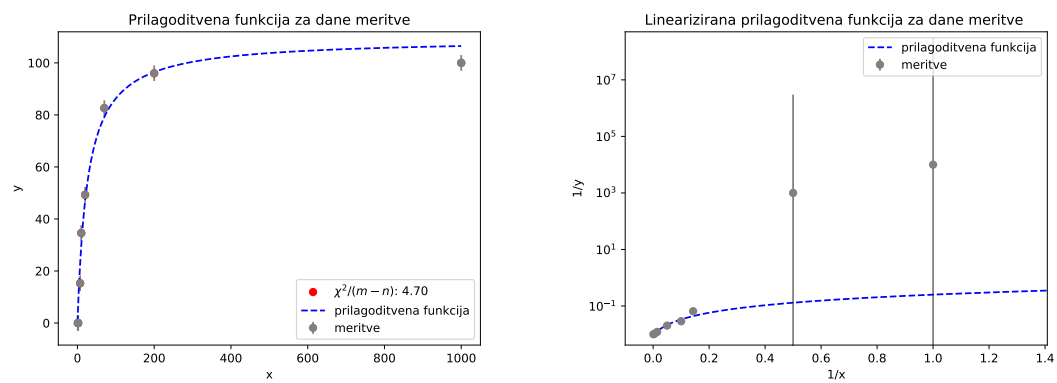 Prilagoditvena funkcija za dane meritve
y
100
80
60
40
20
0
χ²/(m − n): 4.70
prilagoditvena funkcija
meritve
0 200 400 600 800 1000
x
Linearizirana prilagoditvena funkcija za dane meritve
1/y
10⁷
10⁵
10³
10¹
10⁻¹
prilagoditvena funkcija
meritve
0.0 0.2 0.4 0.6 0.8 1.0 1.2 1.4
1/x